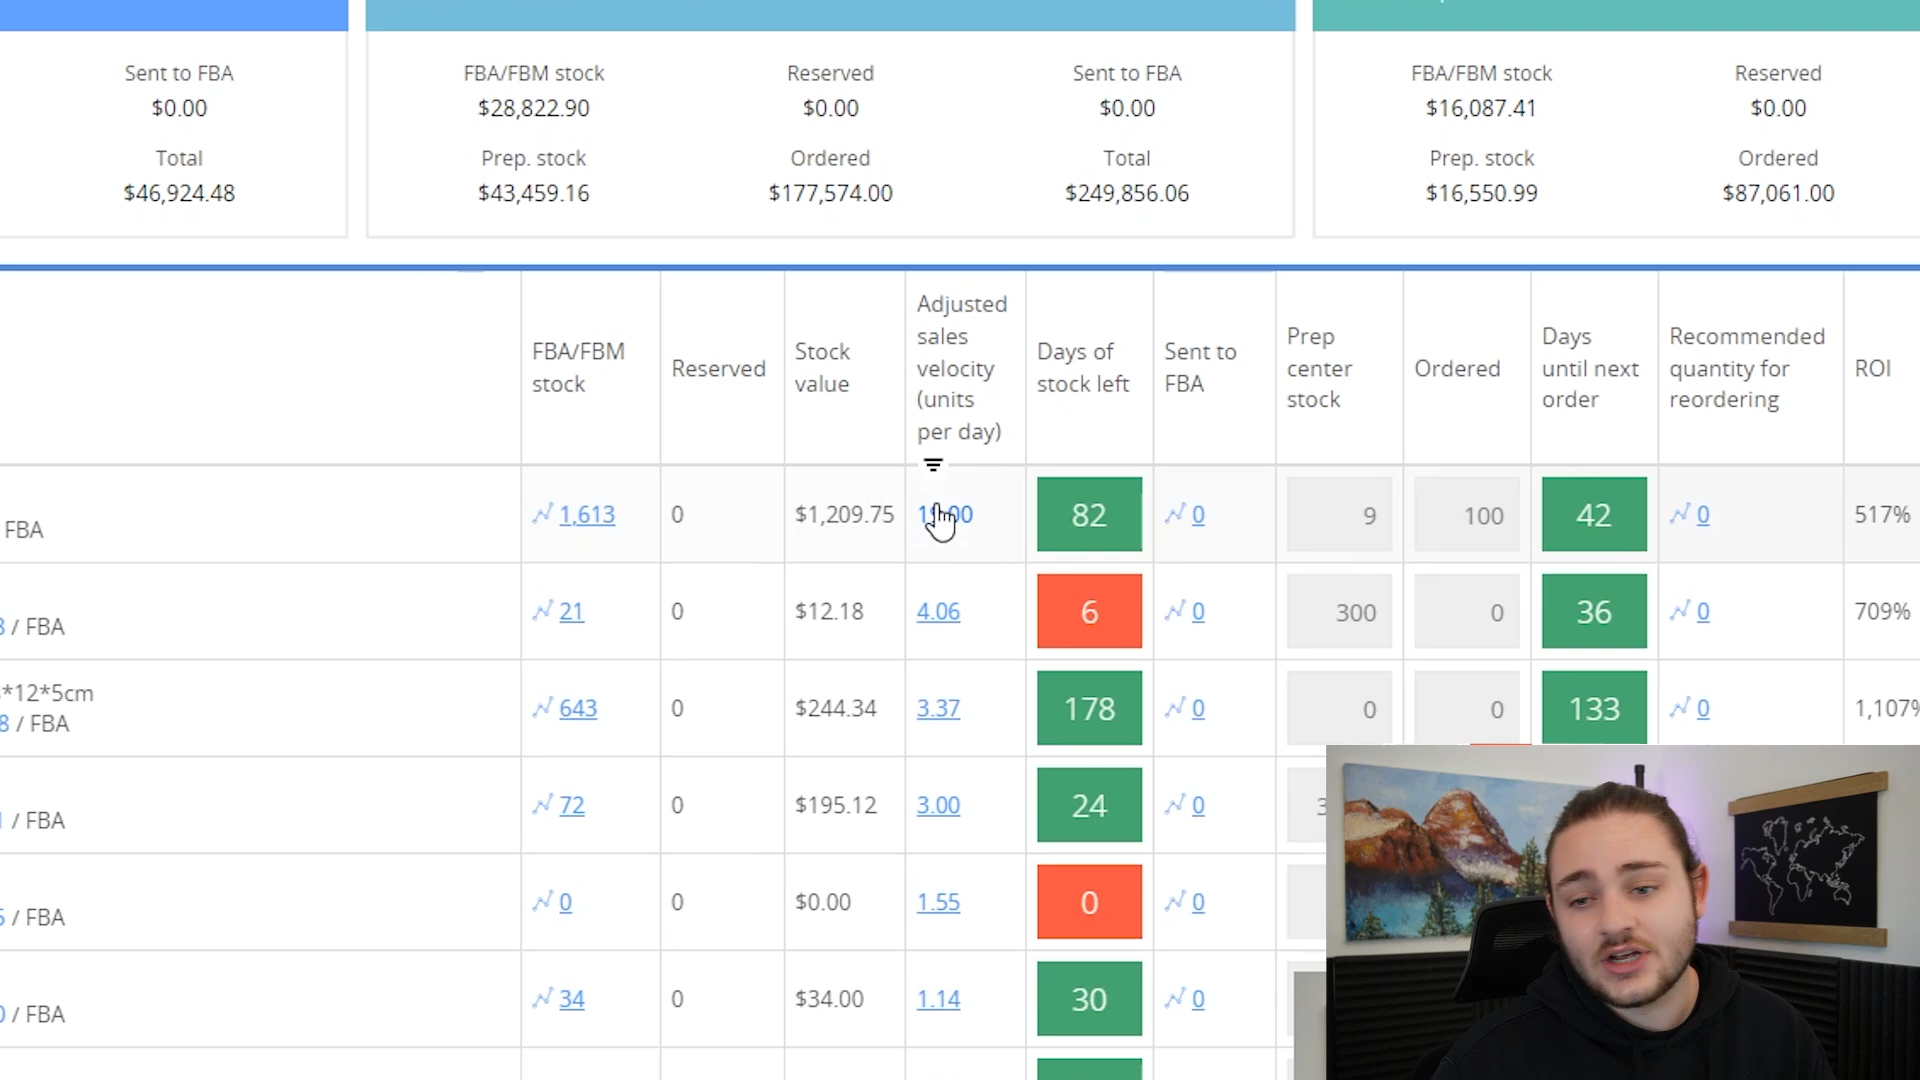 Sent to FBA
$0.00
Total
$46,924.48
FBA/FBM stock
$28,822.90
Reserved
$0.00
Sent to FBA
$0.00
Prep. stock
$43,459.16
Ordered
$177,574.00
Total
$249,856.06
FBA/FBM stock
$16,087.41
Reserved
$0.00
Prep. stock
$16,550.99
Ordered
$87,061.00
FBA/FBM
stock
Reserved
Stock
value
Adjusted
sales
velocity
(units
per day)
Days of
stock left
Sent to
FBA
Prep
center
stock
Ordered
Days
until next
order
Recommended
quantity for
reordering
ROI
FBA
1,613 0 $1,209.75 82 0 9 100 42 0 517%
8 / FBA
21 0 $12.18 4.06 6 0 300 0 36 0 709%
*12*5cm
8 / FBA
643 0 $244.34 3.37 178 0 0 0 133 0 1,107%
/ FBA
72 0 $195.12 3.00 24 0
/ FBA
0 0 $0.00 1.55 0 0
/ FBA
34 0 $34.00 1.14 30 0